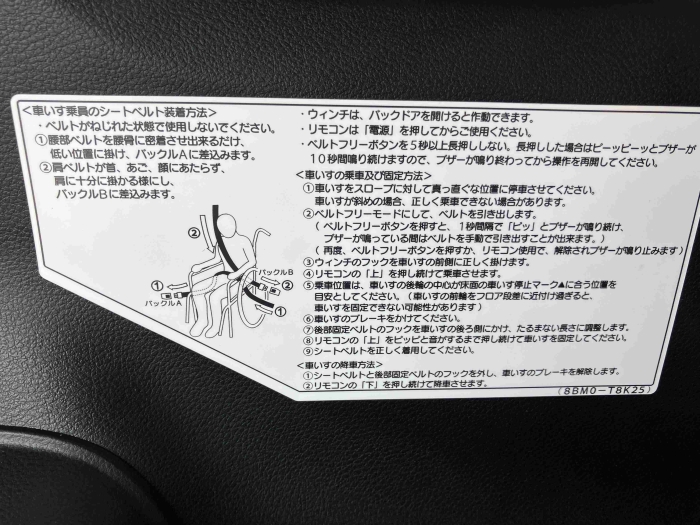 <車いす乗員のシートベルト装着方法>
・ベルトがねじれた状態で使用しないでください。
①腰部ベルトを腰骨に密着させ出来るだけ、
低い位置に掛け、バックルAに差込みます。
②肩ベルトが首、あご、顔にあたらず、
肩に十分に掛かる様にし、
バックルBに差込みます。
②
①
バックルA
バックルB
②
①
・ウィンチは、バックドアを開けると作動できます。
・リモコンは「電源」を押してからご使用ください。
・ベルトフリーボタンを5秒以上長押ししない。長押しした場合はピーピーッとブザーが
10秒間鳴り続けますので、ブザーが鳴り終わってから操作を再開してください。
<車いすの乗車及び固定方法>
①車いすをスロープに対して真っ直ぐな位置に停車させてください。
車いすが斜めの場合、正しく乗車できない場合があります。
②ベルトフリーモードにして、ベルトを引き出します。
(ベルトフリーボタンを押すと、1秒間隔で「ピッ」とブザーが鳴り続け、
ブザーが鳴っている間はベルトを手動で引き出すことが出来ます。)
(再度、ベルトフリーボタンを押すか、リモコン使用で、解除されブザーが鳴り止みます)
③ウィンチのフックを車いすの前側に正しく掛けます。
④リモコンの「上」を押し続けて乗車させます。
⑤乗車位置は、車いすの後輪の中心が床面の車いす停止マーク▲に合う位置を
目安としてください。(車いすの前輪をフロア段差に近付け過ぎると、
車いすを固定できない可能性があります)
⑥車いすのブレーキをかけてください。
⑦後部固定ベルトのフックを車いすの後ろ側にかけ、たるまない長さに調整します。
⑧リモコンの「上」をピピッと音がするまで押し続けて車いすを固定してください。
⑨シートベルトを正しく着用してください。
<車いすの降車方法>
①シートベルトと後部固定ベルトのフックを外し、車いすのブレーキを解除します。
②リモコンの「下」を押し続けて降車させます。
(8BM0-T8K25)